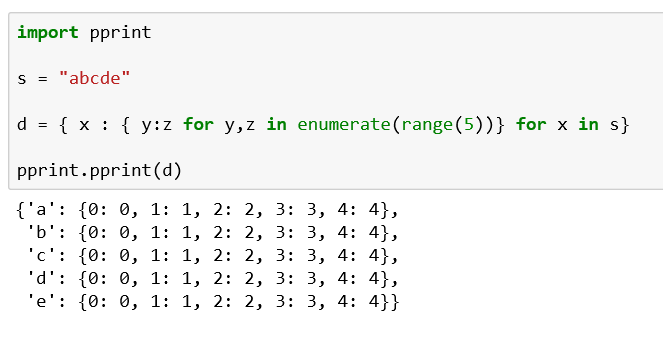 import pprint
s = "abcde"
d = { x : { y:z for y,z in enumerate(range(5))} for x in s}
pprint.pprint(d)
{'a': {0: 0, 1: 1, 2: 2, 3: 3, 4: 4},
 'b': {0: 0, 1: 1, 2: 2, 3: 3, 4: 4},
 'c': {0: 0, 1: 1, 2: 2, 3: 3, 4: 4},
 'd': {0: 0, 1: 1, 2: 2, 3: 3, 4: 4},
 'e': {0: 0, 1: 1, 2: 2, 3: 3, 4: 4}}